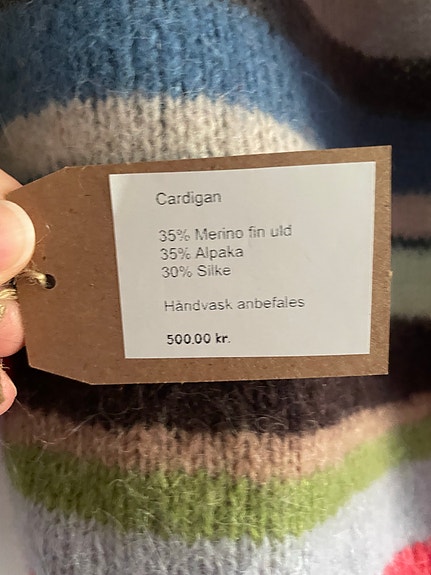 Cardigan
35% Merino fin uld
35% Alpaka
30% Silke
Håndvask anbefales
500.00 kr.